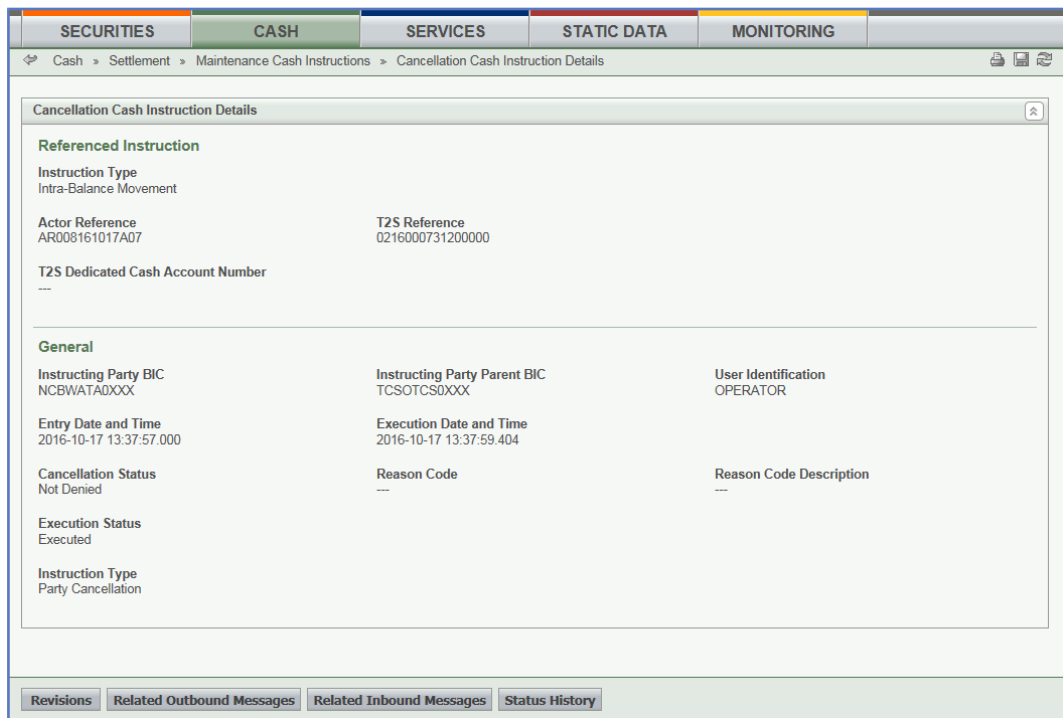 SECURITIES CASH SERVICES STATIC DATA MONITORING
Cash » Settlement » Maintenance Cash Instructions » Cancellation Cash Instruction Details
Cancellation Cash Instruction Details
Referenced Instruction
Instruction Type
Intra-Balance Movement
Actor Reference T2S Reference
AR008161017A07 0216000731200000
T2S Dedicated Cash Account Number
---
General
Instructing Party BIC Instructing Party Parent BIC User Identification
NCBWATA0XXX TCSOTCS0XXX OPERATOR
Entry Date and Time Execution Date and Time
2016-10-17 13:37:57.000 2016-10-17 13:37:59.404
Cancellation Status Reason Code Reason Code Description
Not Denied --- ---
Execution Status
Executed
Instruction Type
Party Cancellation
Revisions Related Outbound Messages Related Inbound Messages Status History